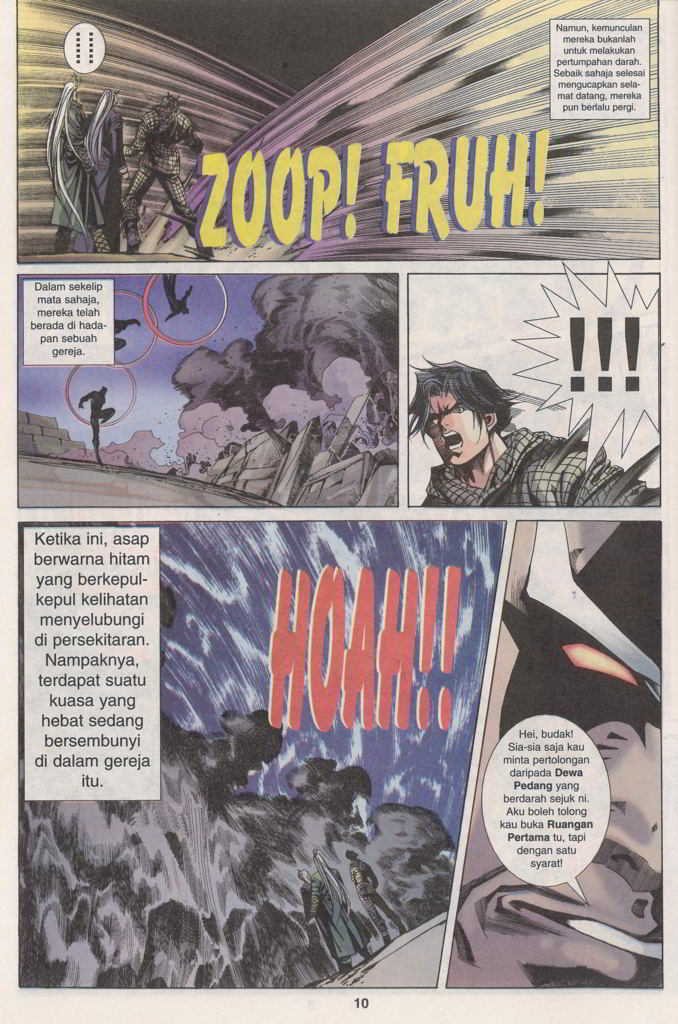 !!!
Namun, kemunculan
mereka bukanlah
untuk melakukan
pertumpahan darah.
Sebaik sahaja selesai
mengucapkan sela-
mat datang, mereka
pun berlalu pergi.
ZOOP! FRUH!
Dalam sekelip
mata sahaja,
mereka telah
berada di hada-
pan sebuah
gereja.
!!!
Ketika ini, asap
berwarna hitam
yang berkepul-
kepul kelihatan
menyelubungi
di persekitaran.
Nampaknya,
terdapat suatu
kuasa yang
hebat sedang
bersembunyi
di dalam gereja
itu.
HOAH!!
Hei, budak!
Sia-sia saja kau
minta pertolongan
daripada Dewa
Pedang yang
berdarah sejuk ni.
Aku boleh tolong
kau buka Ruangan
Pertama tu, tapi
dengan satu
syarat!
10